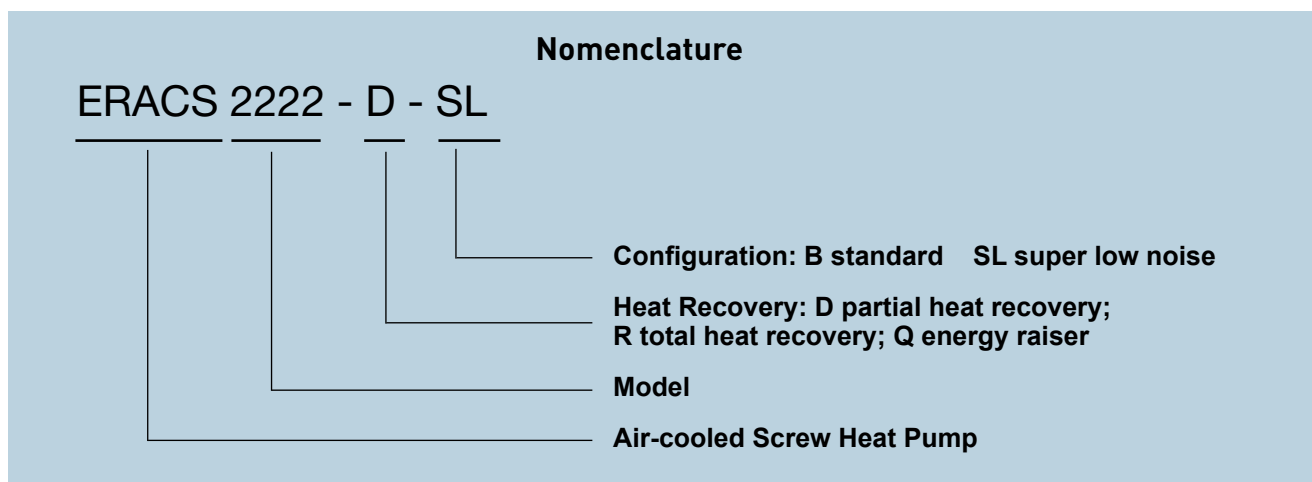 Nomenclature
ERACS 2222 - D - SL
Configuration: B standard SL super low noise
Heat Recovery: D partial heat recovery;
R total heat recovery; Q energy raiser
Model
Air-cooled Screw Heat Pump